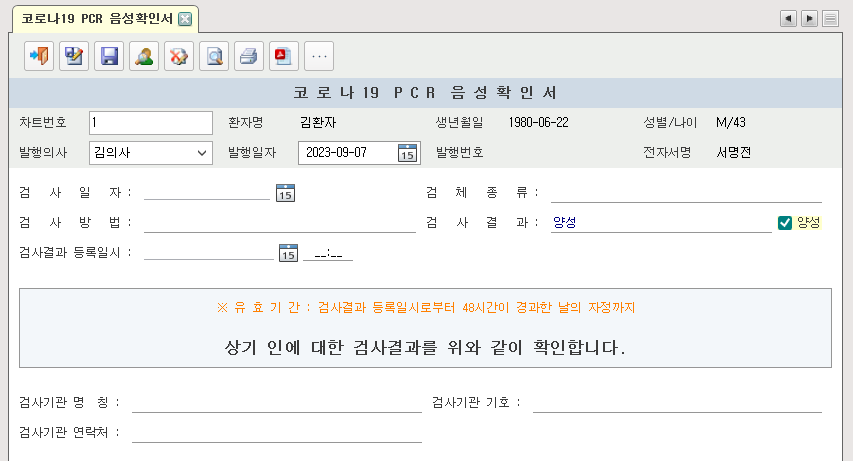 코로나19 PCR 음성확인서
···
코 로 나 19 P C R 음 성 확 인 서
차트번호 1 환자명 김환자 생년월일 1980-06-22 성별/나이 M/43
발행의사 김의사 발행일자 2023-09-07 15 발행번호 전자서명 서명전
검 사 일 자 : 15 검 체 종 류 :
검 사 방 법 : 검 사 결 과 : 양성 양성
검사결과 등록일시 : 15 __:__
※ 유 효 기 간 : 검사결과 등록일시로부터 48시간이 경과한 날의 자정까지
상기 인에 대한 검사결과를 위와 같이 확인합니다.
검사기관 명 칭 : 검사기관 기호 :
검사기관 연락처 :